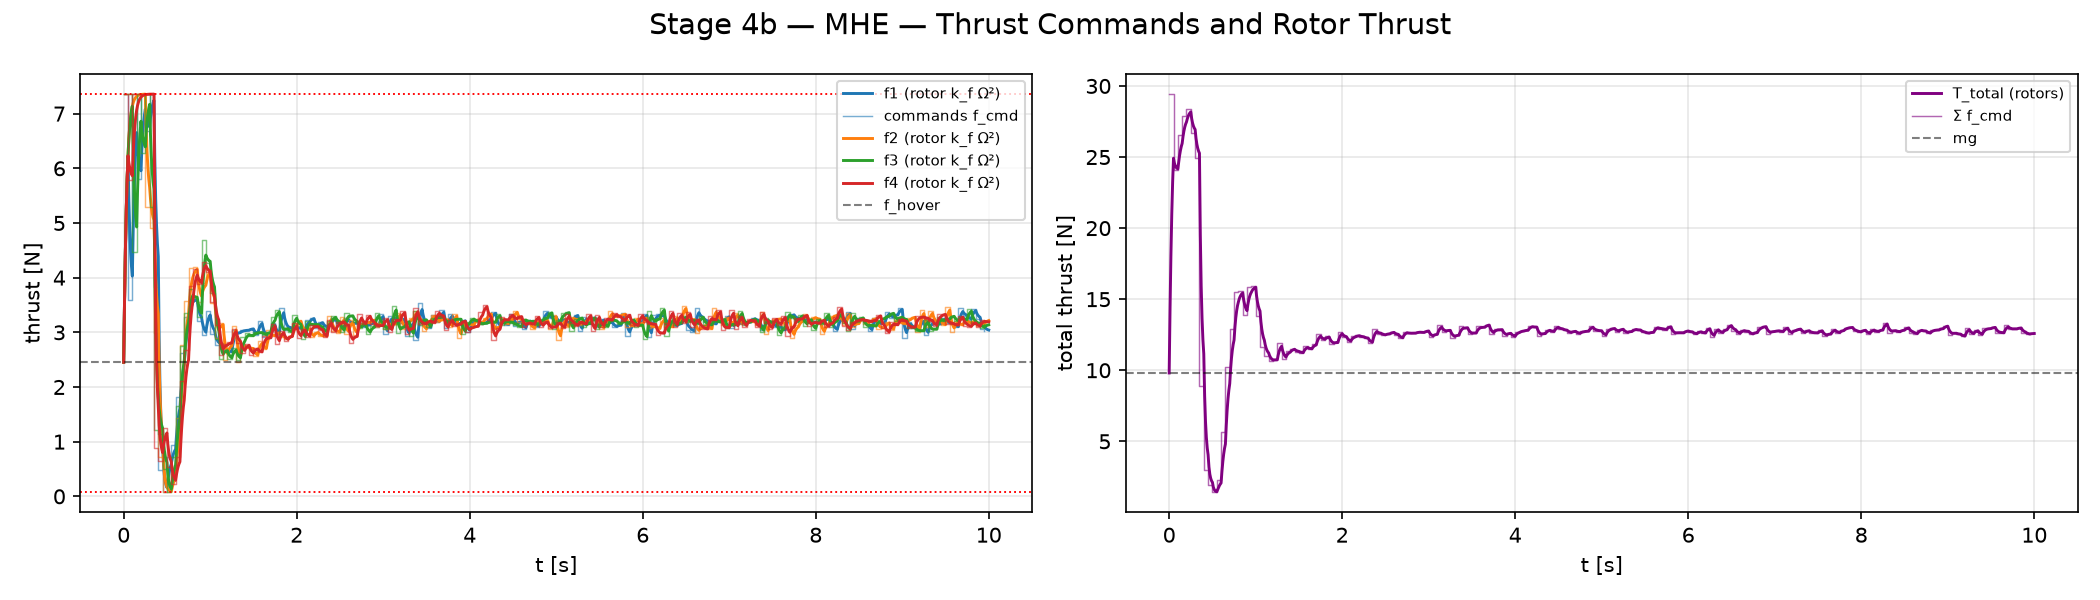 Stage 4b — MHE — Thrust Commands and Rotor Thrust
thrust [N]
7
6
5
4
3
2
1
0
0 2 4 6 8 10
t [s]
f1 (rotor k_f Ω²)
commands f_cmd
f2 (rotor k_f Ω²)
f3 (rotor k_f Ω²)
f4 (rotor k_f Ω²)
f_hover
total thrust [N]
30
25
20
15
10
5
0 2 4 6 8 10
t [s]
T_total (rotors)
Σ f_cmd
mg